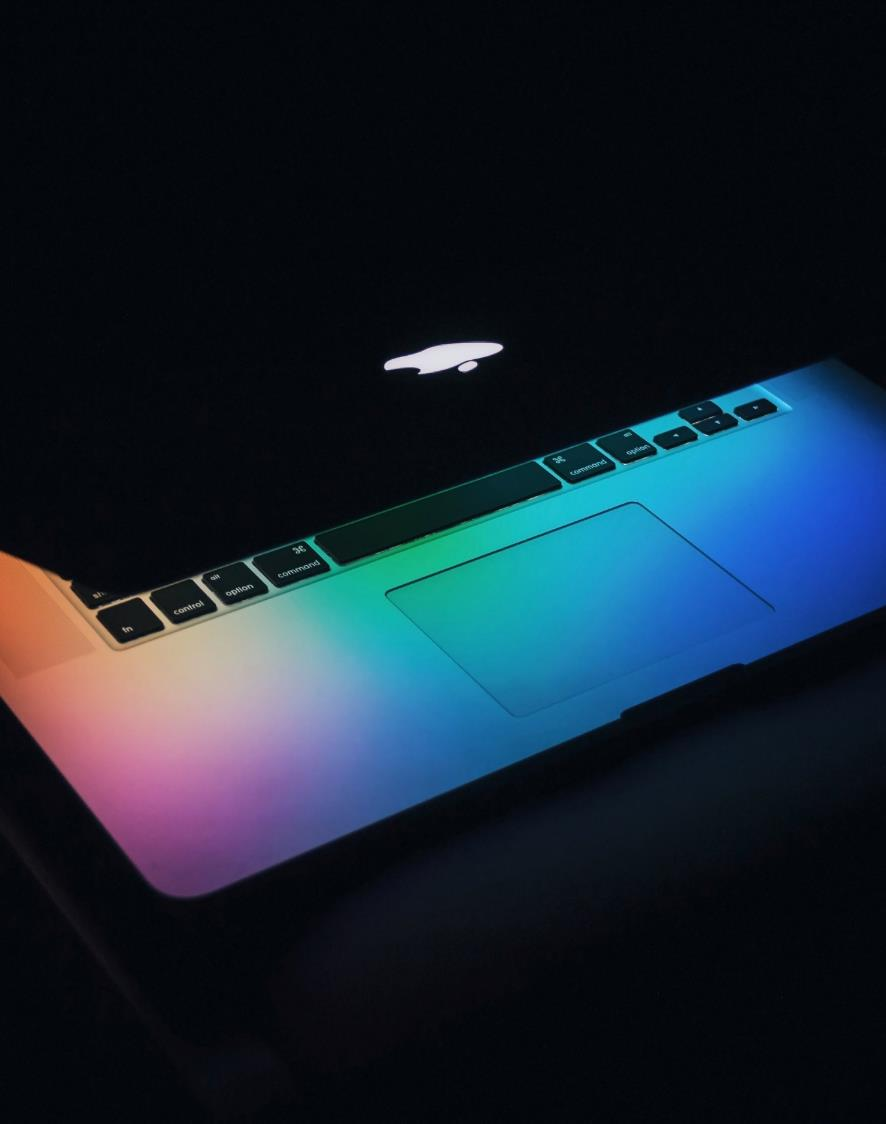 fn
control
alt
option
⌘
command
⌘
command
alt
option